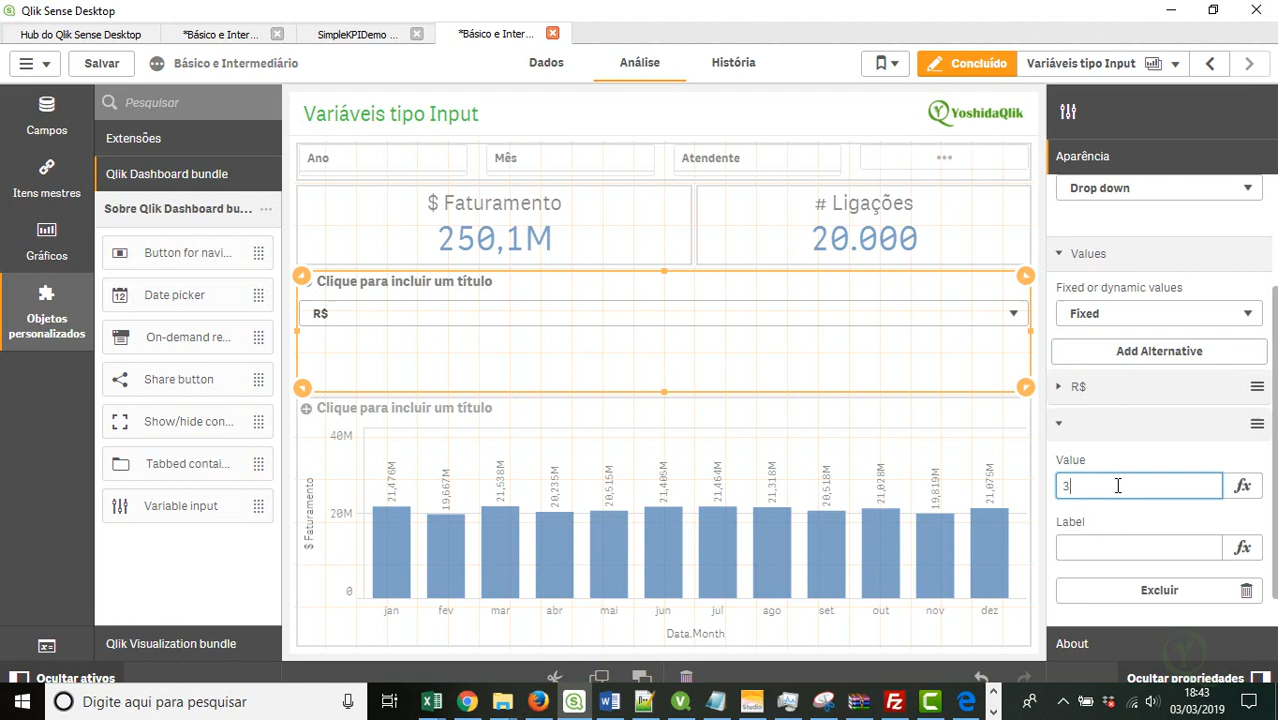 Qlik Sense Desktop
Hub do Qlik Sense Desktop
*Básico e Inter...
SimpleKPIDemo ...
*Básico e Inter...
Salvar
Básico e Intermediário
Dados
Análise
História
Concluído
Variáveis tipo Input
Campos
Itens mestres
Gráficos
Objetos
personalizados
Pesquisar
Extensões
Qlik Dashboard bundle
Sobre Qlik Dashboard bu...
Button for navi...
Date picker
On-demand re...
Share button
Show/hide con...
Tabbed contai...
Variable input
Qlik Visualization bundle
Variáveis tipo Input
YoshidaQlik
Ano
Mês
Atendente
$ Faturamento
250,1M
# Ligações
20.000
Clique para incluir um título
R$
Clique para incluir um título
$ Faturamento
40M
20M
0
21,476M
19,667M
21,538M
20,235M
20,515M
21,405M
21,464M
21,318M
20,518M
21,028M
19,819M
21,075M
jan
fev
mar
abr
mai
jun
jul
ago
set
out
nov
dez
Data.Month
Aparência
Drop down
Values
Fixed or dynamic values
Fixed
Add Alternative
R$
Value
3
Label
Excluir
About
Ocultar ativos
Ocultar propriedades
Digite aqui para pesquisar
Studio
18:43
03/03/2019